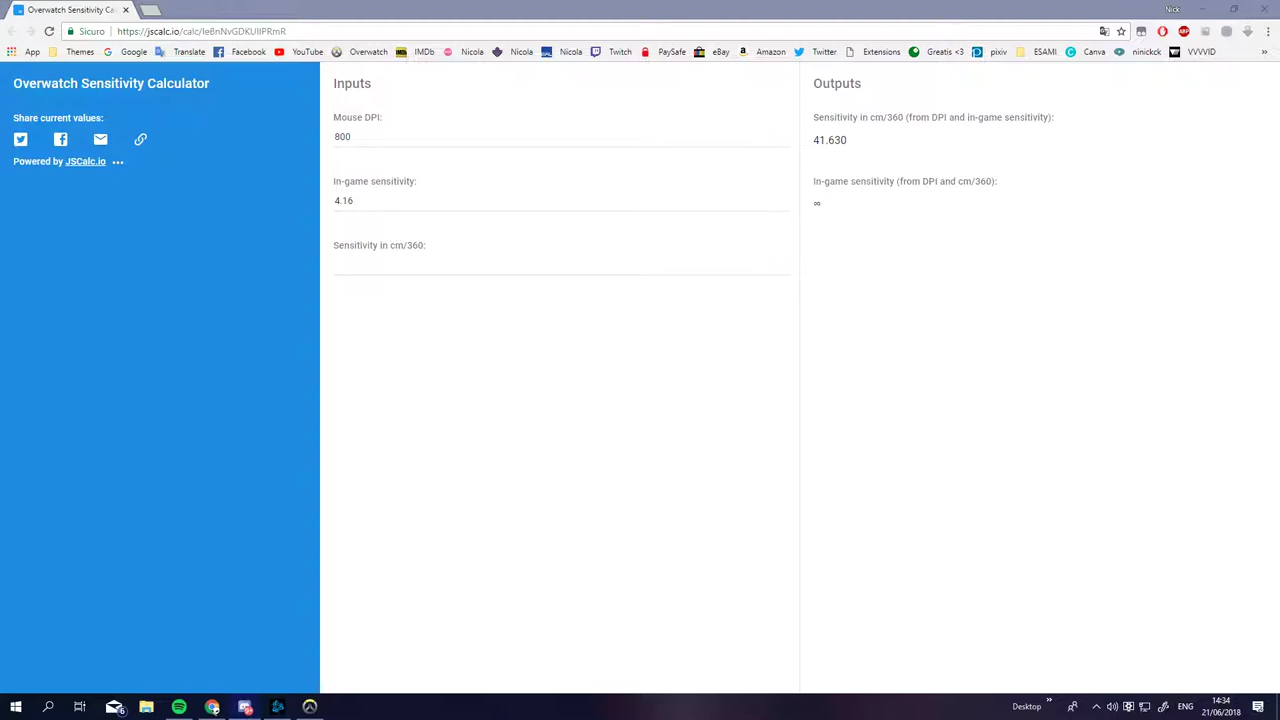 Overwatch Sensitivity Ca
Nick
Sicuro
https://jscalc.io/calc/Ie8nNvGDKUIIPRmR
App Themes Google Translate Facebook YouTube Overwatch IMDb Nicola Nicola Nicola Twitch PaySafe eBay Amazon Twitter Extensions Greatis <3 pixiv ESAMI Canva ninickck VVVVID »
Overwatch Sensitivity Calculator
Share current values:
Powered by JSCalc.io
Inputs
Mouse DPI:
800
In-game sensitivity:
4.16
Sensitivity in cm/360:
Outputs
Sensitivity in cm/360 (from DPI and in-game sensitivity):
41.630
In-game sensitivity (from DPI and cm/360):
∞
Desktop » ENG
14:34
21/06/2018